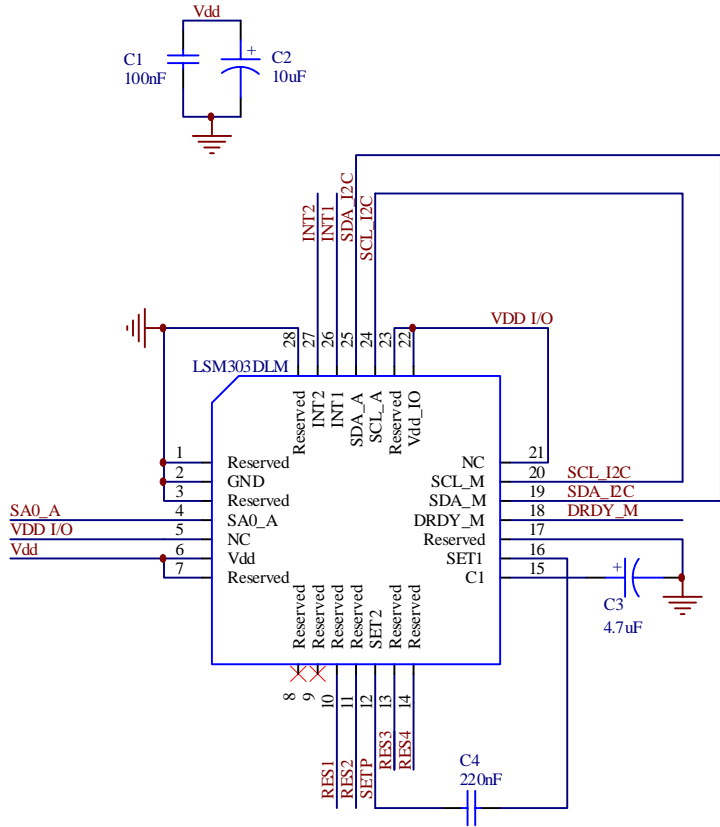 Vdd
C1
100nF
+
C2
10uF
INT2
INT1
SDA_I2C
SCL_I2C
VDD I/O
28
27
26
25
24
23
22
LSM303DLM
Reserved
INT2
INT1
SDA_A
SCL_A
Reserved
Vdd_IO
1
Reserved
2
GND
3
Reserved
SA0_A
4
SA0_A
VDD I/O
5
NC
Vdd
6
Vdd
7
Reserved
NC
21
SCL_M
20
SCL_I2C
SDA_M
19
SDA_I2C
DRDY_M
18
DRDY_M
Reserved
17
SET1
16
C1
15
+
C3
4.7uF
Reserved
Reserved
Reserved
Reserved
SET2
Reserved
Reserved
8
9
10
11
12
13
14
RES1
RES2
SETP
RES3
RES4
C4
220nF